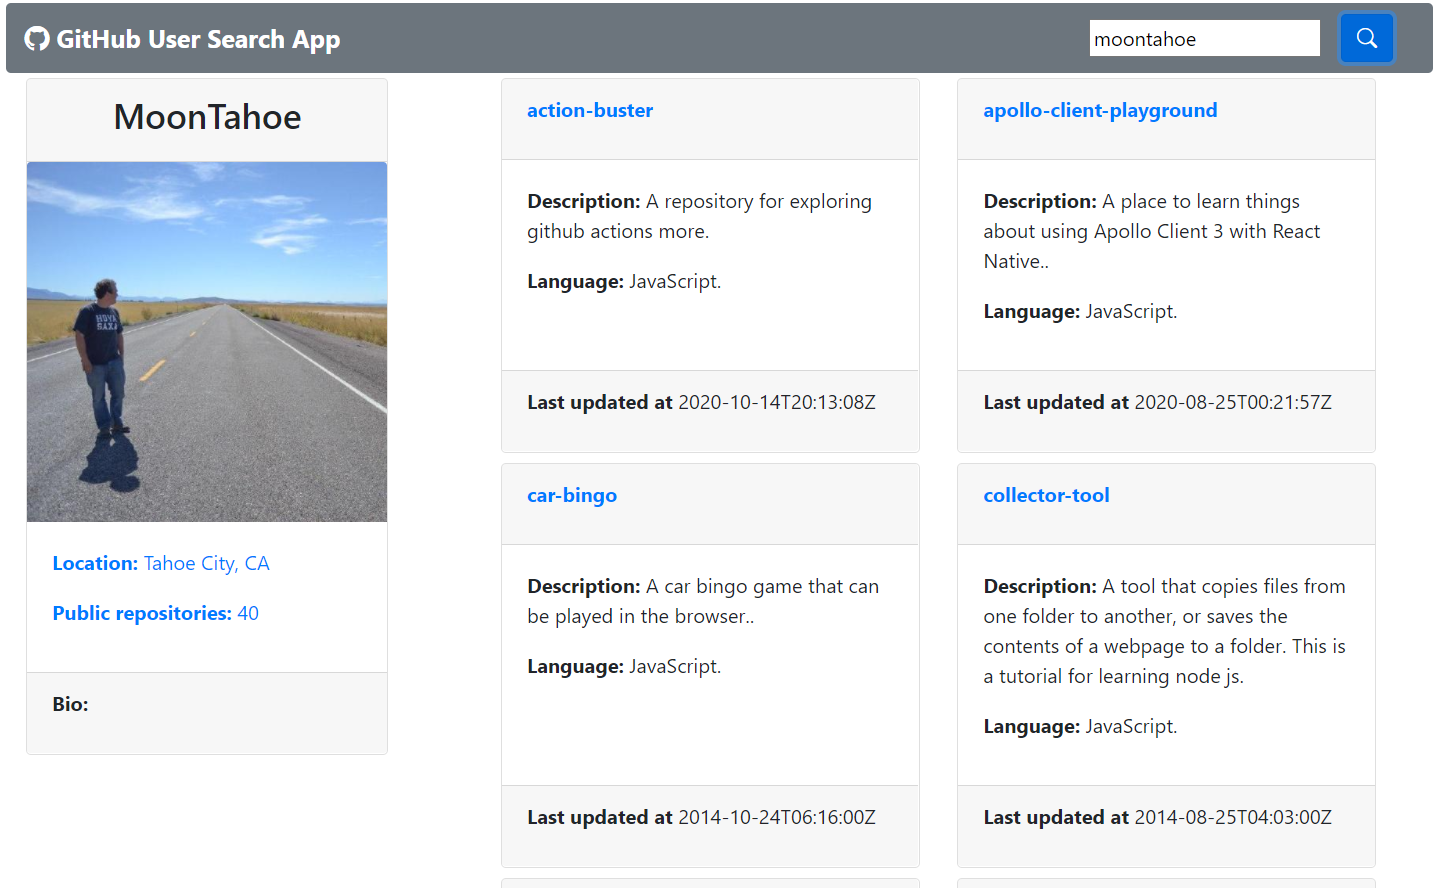 GitHub User Search App
moontahoe
MoonTahoe
HOYA
SAXA
Location: Tahoe City, CA
Public repositories: 40
Bio:
action-buster
Description: A repository for exploring
github actions more.
Language: JavaScript.
Last updated at 2020-10-14T20:13:08Z
apollo-client-playground
Description: A place to learn things
about using Apollo Client 3 with React
Native..
Language: JavaScript.
Last updated at 2020-08-25T00:21:57Z
car-bingo
Description: A car bingo game that can
be played in the browser..
Language: JavaScript.
Last updated at 2014-10-24T06:16:00Z
collector-tool
Description: A tool that copies files from
one folder to another, or saves the
contents of a webpage to a folder. This is
a tutorial for learning node js.
Language: JavaScript.
Last updated at 2014-08-25T04:03:00Z